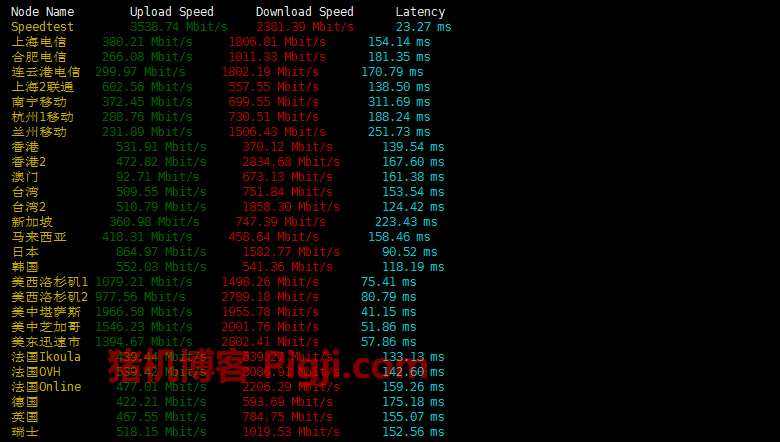 Node Name Upload Speed Download Speed Latency
Speedtest 3538.74 Mbit/s 2381.39 Mbit/s 23.27 ms
上海电信 380.21 Mbit/s 1806.81 Mbit/s 154.14 ms
合肥电信 266.08 Mbit/s 1011.33 Mbit/s 181.35 ms
连云港电信 299.97 Mbit/s 1802.19 Mbit/s 170.79 ms
上海2联通 602.56 Mbit/s 557.55 Mbit/s 138.50 ms
南宁移动 372.45 Mbit/s 699.55 Mbit/s 311.69 ms
杭州1移动 288.76 Mbit/s 730.51 Mbit/s 188.24 ms
兰州移动 231.89 Mbit/s 1506.43 Mbit/s 251.73 ms
香港 531.91 Mbit/s 370.12 Mbit/s 139.54 ms
香港2 472.82 Mbit/s 2834.68 Mbit/s 167.60 ms
澳门 92.71 Mbit/s 673.13 Mbit/s 161.38 ms
台湾 509.55 Mbit/s 751.84 Mbit/s 153.54 ms
台湾2 510.79 Mbit/s 1858.30 Mbit/s 124.42 ms
新加坡 360.98 Mbit/s 747.39 Mbit/s 223.43 ms
马来西亚 418.31 Mbit/s 458.64 Mbit/s 158.46 ms
日本 864.97 Mbit/s 1582.77 Mbit/s 90.52 ms
韩国 552.03 Mbit/s 541.36 Mbit/s 118.19 ms
美西洛杉矶1 1079.21 Mbit/s 1498.26 Mbit/s 75.41 ms
美西洛杉矶2 977.56 Mbit/s 2789.18 Mbit/s 80.79 ms
美中堪萨斯 1966.50 Mbit/s 1955.78 Mbit/s 41.15 ms
美中芝加哥 1546.23 Mbit/s 2001.76 Mbit/s 51.86 ms
美东迅速市 1394.67 Mbit/s 2802.41 Mbit/s 57.86 ms
法国Ikoula Mbit/s Mbit/s 133.13 ms
法国OVH Mbit/s Mbit/s 142.60 ms
猪机博客 Pigji.com
法国Online 477.01 Mbit/s 2206.29 Mbit/s 159.26 ms
德国 422.21 Mbit/s 593.69 Mbit/s 175.18 ms
英国 467.55 Mbit/s 784.75 Mbit/s 155.07 ms
瑞士 518.15 Mbit/s 1019.53 Mbit/s 152.56 ms